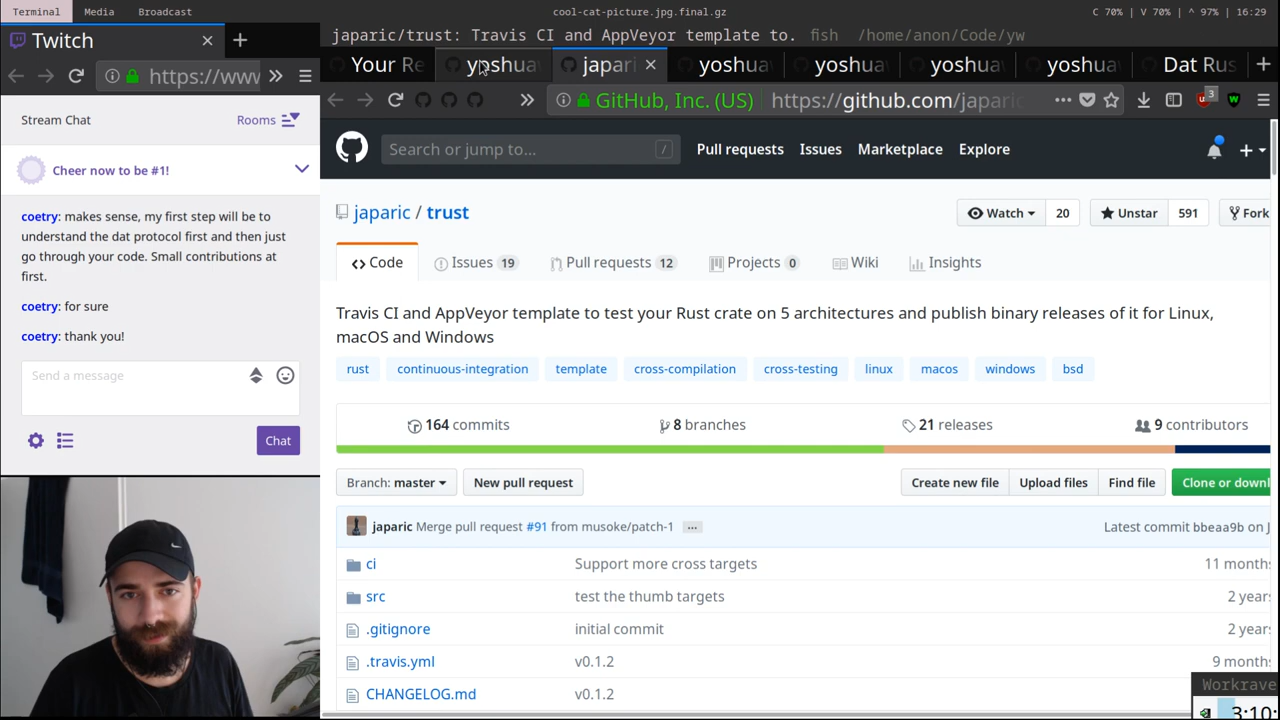 Terminal Media Broadcast cool-cat-picture.jpg.final.gz C 70% | V 70% | ^ 97% | 16:29
japaric/trust: Travis CI and AppVeyor template to. fish /home/anon/Code/yw
Twitch
https://www
Stream Chat Rooms
Cheer now to be #1!
coetry: makes sense, my first step will be to
understand the dat protocol first and then just
go through your code. Small contributions at
first.
coetry: for sure
coetry: thank you!
Send a message
Chat
Nike
Your Re yoshua japari yoshua yoshua yoshua yoshua Dat Rus
GitHub, Inc. (US) https://github.com/japaric 3
Search or jump to... / Pull requests Issues Marketplace Explore
japaric / trust Watch 20 Unstar 591 Fork
Code Issues 19 Pull requests 12 Projects 0 Wiki Insights
Travis CI and AppVeyor template to test your Rust crate on 5 architectures and publish binary releases of it for Linux,
macOS and Windows
rust continuous-integration template cross-compilation cross-testing linux macos windows bsd
164 commits 8 branches 21 releases 9 contributors
Branch: master New pull request Create new file Upload files Find file Clone or downl
japaric Merge pull request #91 from musoke/patch-1 ... Latest commit bbeaa9b on J
ci Support more cross targets 11 months
src test the thumb targets 2 years
.gitignore initial commit 2 years
.travis.yml v0.1.2 9 months
CHANGELOG.md v0.1.2
Workrave
3:10: